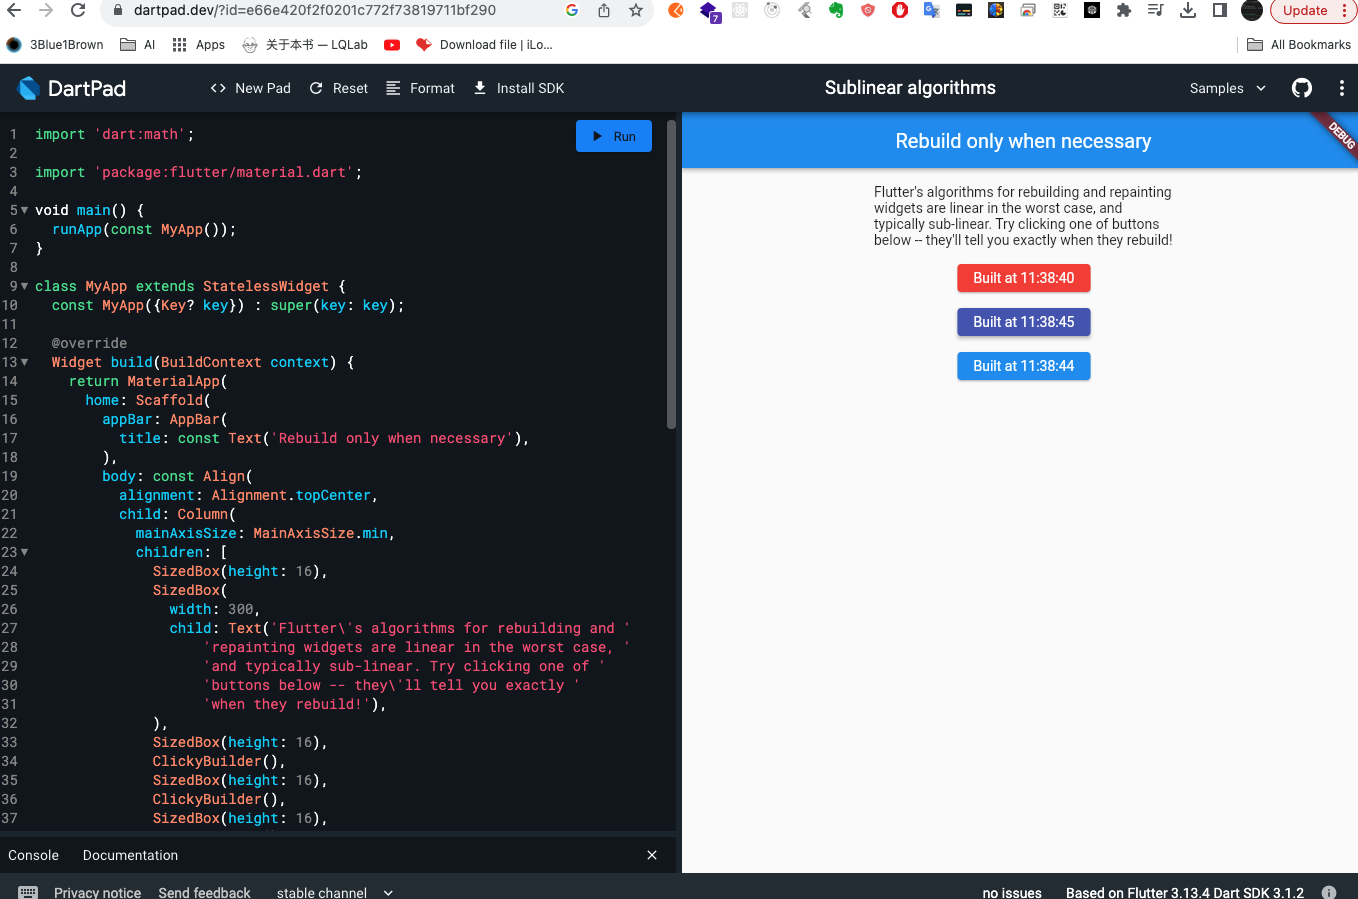 dartpad.dev/?id=e66e420f2f0201c772f73819711bf290
7
Update
3Blue1Brown
AI
Apps
关于本书 — LQLab
Download file | iLo...
All Bookmarks
DartPad
New Pad
Reset
Format
Install SDK
Sublinear algorithms
Samples
Run
1 import 'dart:math';
2
3 import 'package:flutter/material.dart';
4
5 void main() {
6   runApp(const MyApp());
7 }
8
9 class MyApp extends StatelessWidget {
10   const MyApp({Key? key}) : super(key: key);
11
12   @override
13   Widget build(BuildContext context) {
14     return MaterialApp(
15       home: Scaffold(
16         appBar: AppBar(
17           title: const Text('Rebuild only when necessary'),
18         ),
19         body: const Align(
20           alignment: Alignment.topCenter,
21           child: Column(
22             mainAxisSize: MainAxisSize.min,
23             children: [
24               SizedBox(height: 16),
25               SizedBox(
26                 width: 300,
27                 child: Text('Flutter\'s algorithms for rebuilding and '
28                     'repainting widgets are linear in the worst case, '
29                     'and typically sub-linear. Try clicking one of '
30                     'buttons below -- they\'ll tell you exactly '
31                     'when they rebuild!'),
32               ),
33               SizedBox(height: 16),
34               ClickyBuilder(),
35               SizedBox(height: 16),
36               ClickyBuilder(),
37               SizedBox(height: 16),
Rebuild only when necessary
DEBUG
Flutter's algorithms for rebuilding and repainting
widgets are linear in the worst case, and
typically sub-linear. Try clicking one of buttons
below -- they'll tell you exactly when they rebuild!
Built at 11:38:40
Built at 11:38:45
Built at 11:38:44
Console
Documentation
Privacy notice
Send feedback
stable channel
no issues
Based on Flutter 3.13.4 Dart SDK 3.1.2